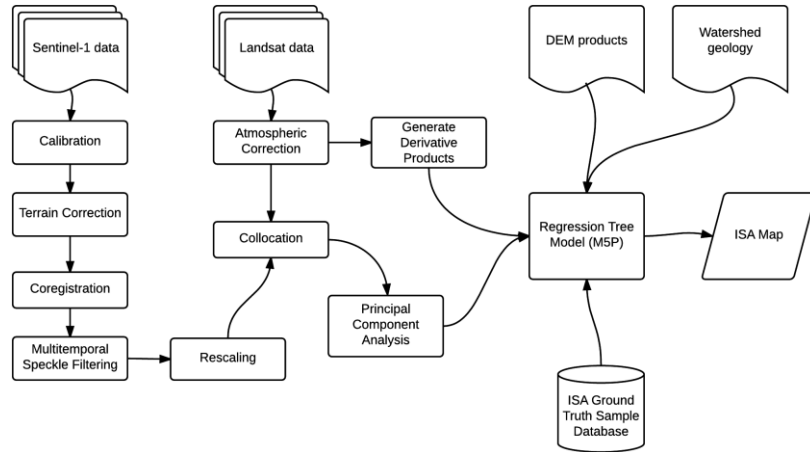 Sentinel-1 data
Landsat data
DEM products
Watershed
geology
Calibration
Atmospheric
Correction
Generate
Derivative
Products
Terrain Correction
Collocation
Regression Tree
Model (M5P)
ISA Map
Coregistration
Principal
Component
Analysis
Multitemporal
Speckle Filtering
Rescaling
ISA Ground
Truth Sample
Database